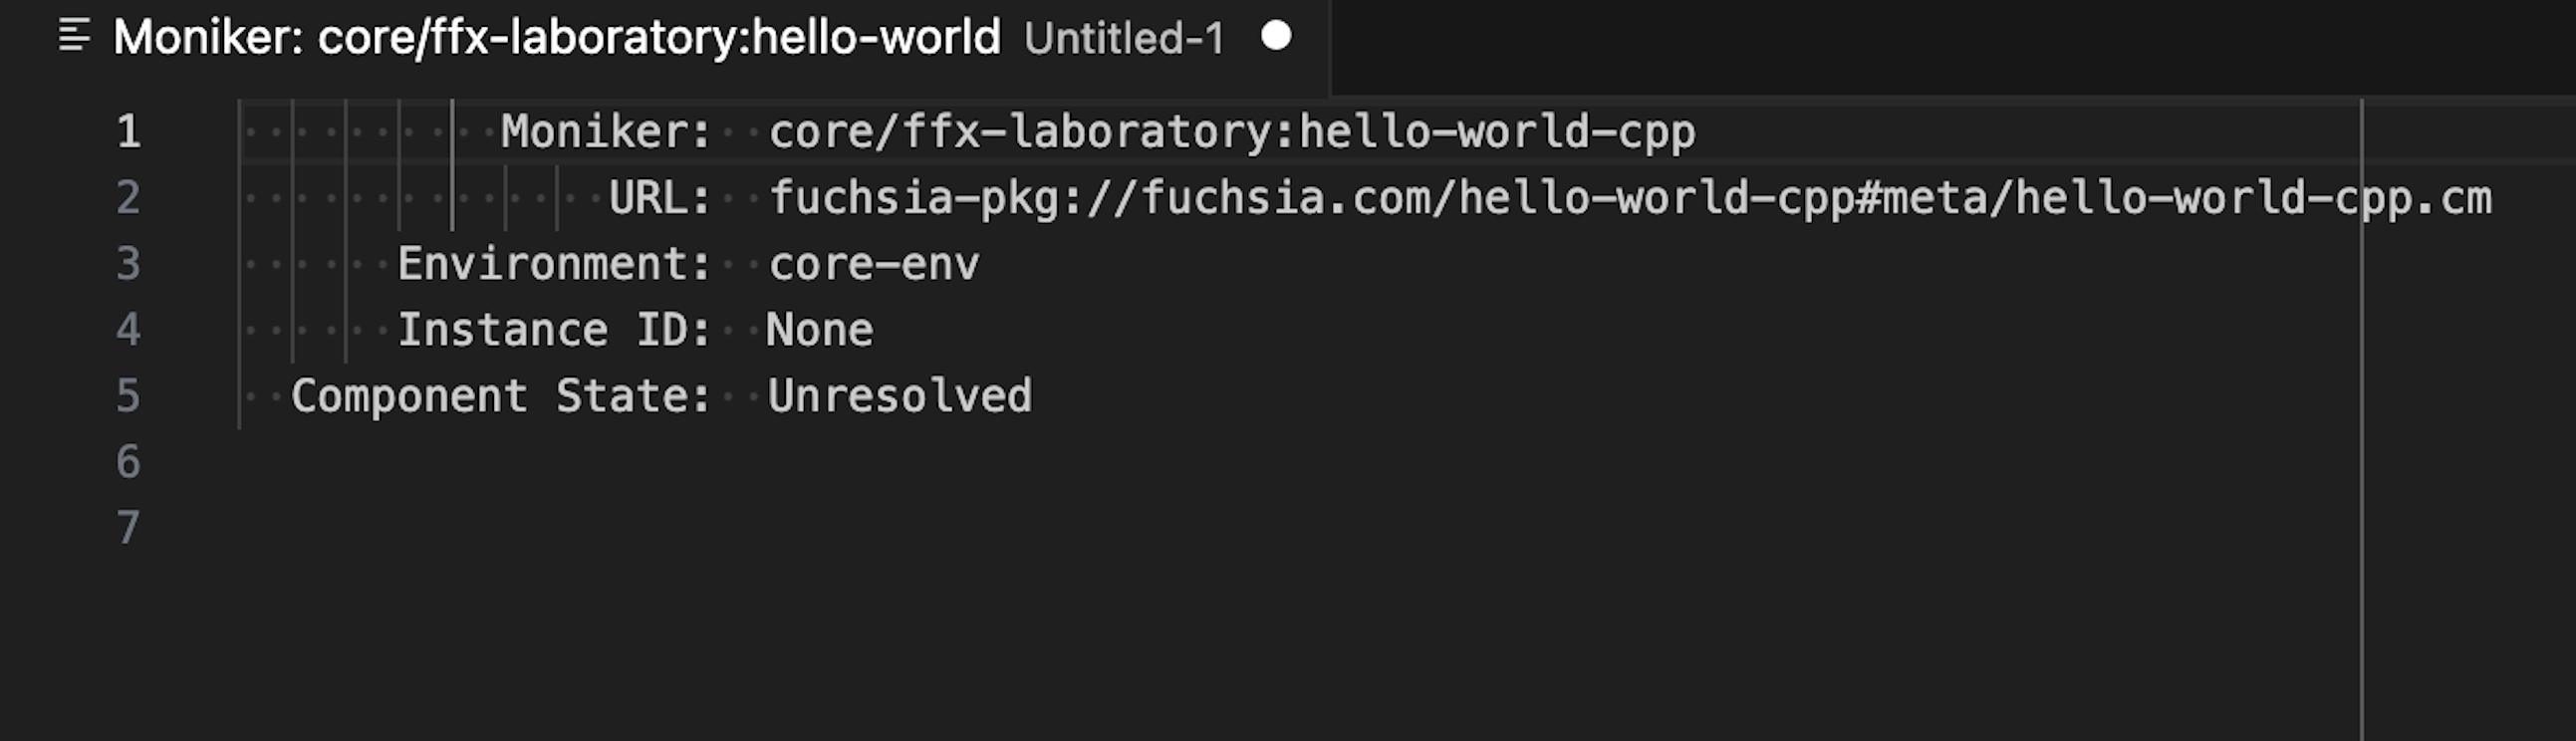 Moniker: core/ffx-laboratory:hello-world Untitled-1
1 Moniker: core/ffx-laboratory:hello-world-cpp
2 URL: fuchsia-pkg://fuchsia.com/hello-world-cpp#meta/hello-world-cpp.cm
3 Environment: core-env
4 Instance ID: None
5 Component State: Unresolved
6
7